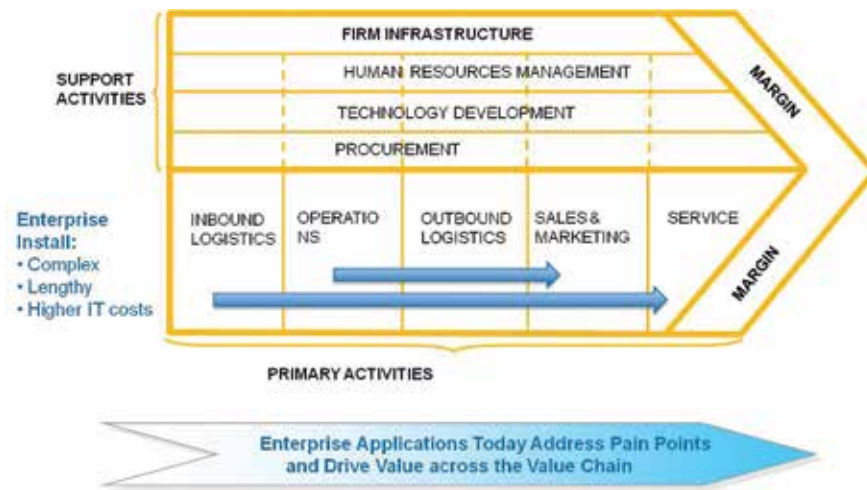 FIRM INFRASTRUCTURE
SUPPORT
ACTIVITIES
HUMAN RESOURCES MANAGEMENT
TECHNOLOGY DEVELOPMENT
PROCUREMENT
MARGIN
Enterprise
Install:
• Complex
• Lengthy
• Higher IT costs
INBOUND
LOGISTICS
OPERATIO
NS
OUTBOUND
LOGISTICS
SALES &
MARKETING
SERVICE
MARGIN
PRIMARY ACTIVITIES
Enterprise Applications Today Address Pain Points
and Drive Value across the Value Chain